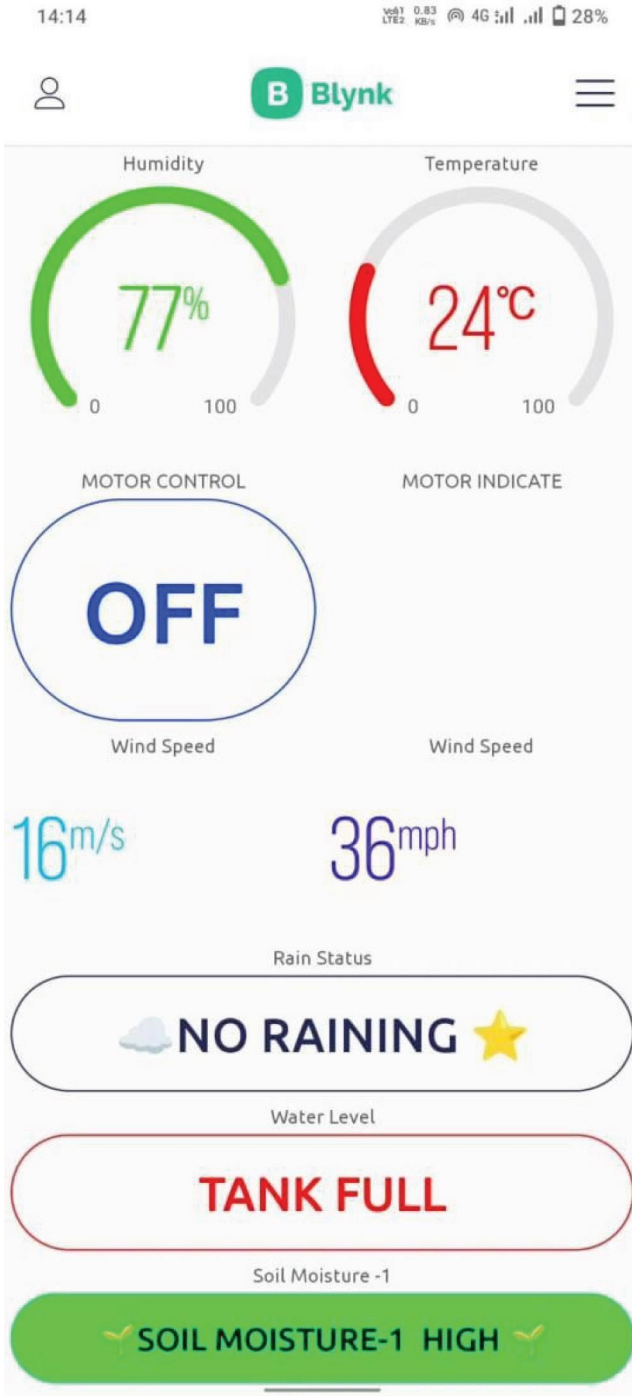 14:14 VoĐ1 LTE2 0.83 KB/s 4G 28%
B Blynk
Humidity Temperature
77% 24°C
0 100 0 100
MOTOR CONTROL MOTOR INDICATE
OFF
Wind Speed Wind Speed
16m/s 36mph
Rain Status
☁️NO RAINING ⭐
Water Level
TANK FULL
Soil Moisture -1
🌱SOIL MOISTURE-1 HIGH 🌱